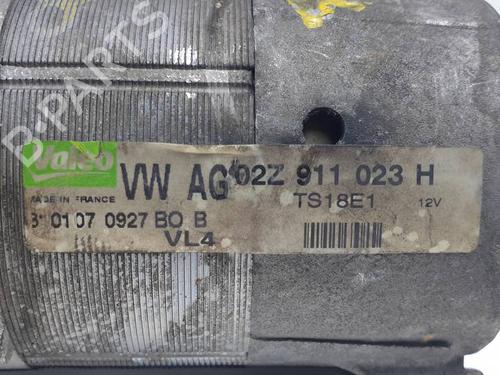 B-PARTS
Valeo VW AG 02Z 911 023 H
MADE IN FRANCE TS18E1 12V
0107 0927 BO B
VL4